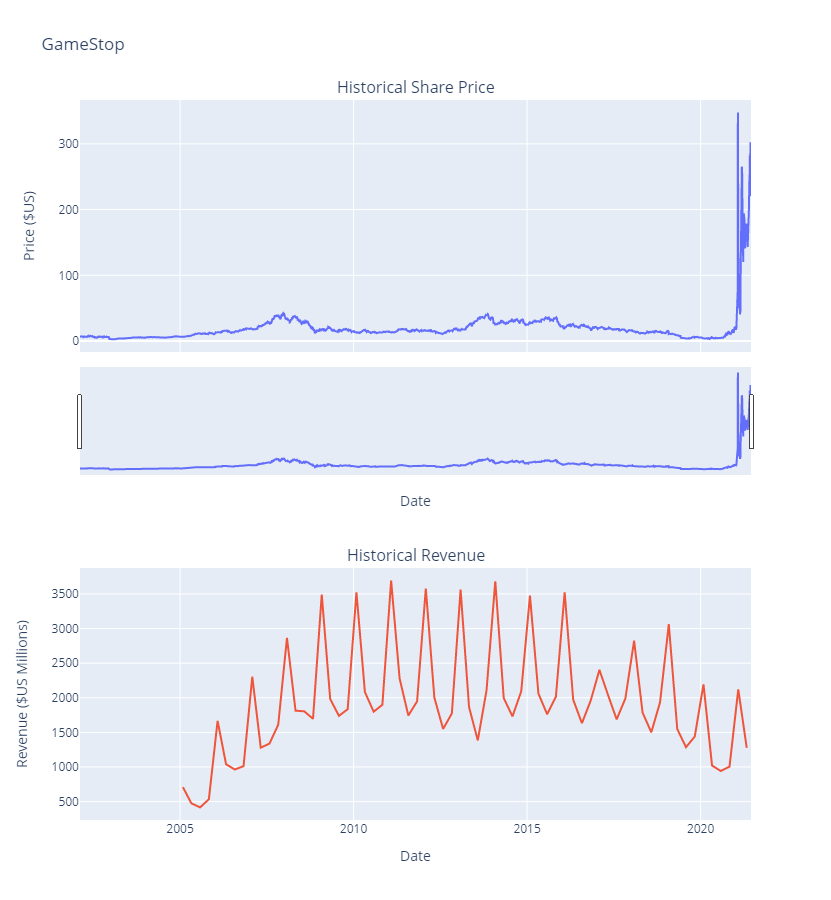 GameStop
Historical Share Price
300
200
100
0
Price ($US)
Date
Historical Revenue
3500
3000
2500
2000
1500
1000
500
Revenue ($US Millions)
2005 2010 2015 2020
Date